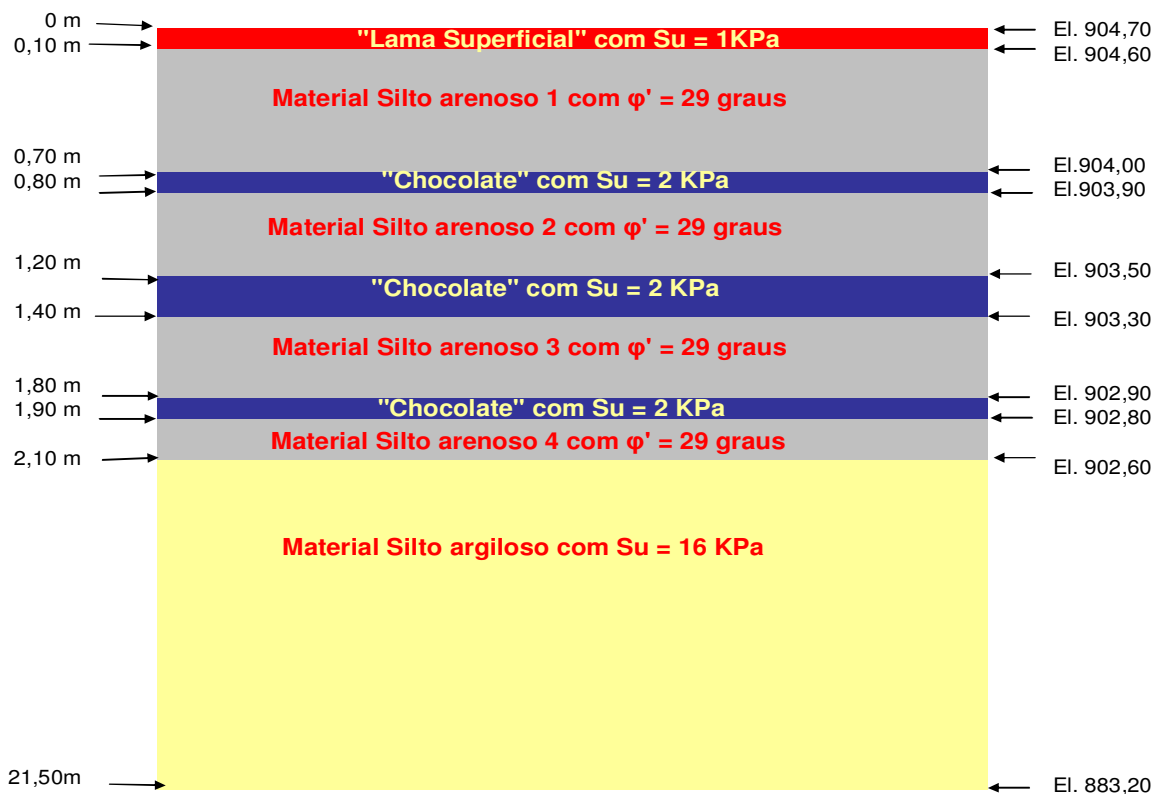 0 m
El. 904,70
"Lama Superficial" com Su = 1KPa
0,10 m
El. 904,60
Material Silto arenoso 1 com φ' = 29 graus
0,70 m
El.904,00
"Chocolate" com Su = 2 KPa
0,80 m
El.903,90
Material Silto arenoso 2 com φ' = 29 graus
1,20 m
El. 903,50
"Chocolate" com Su = 2 KPa
1,40 m
El. 903,30
Material Silto arenoso 3 com φ' = 29 graus
1,80 m
El. 902,90
"Chocolate" com Su = 2 KPa
1,90 m
El. 902,80
Material Silto arenoso 4 com φ' = 29 graus
2,10 m
El. 902,60
Material Silto argiloso com Su = 16 KPa
21,50m
El. 883,20